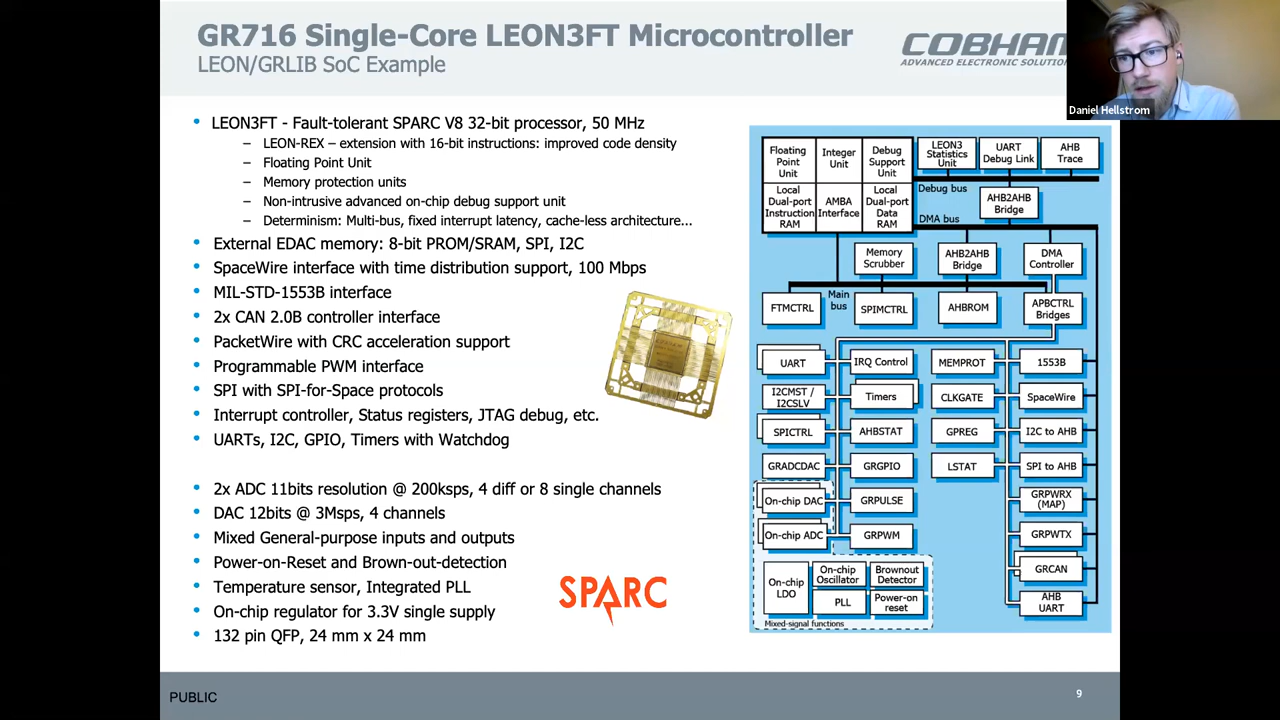 GR716 Single-Core LEON3FT Microcontroller
LEON/GRLIB SoC Example
COBHAM
ADVANCED ELECTRONIC SOLUTION
Daniel Hellstrom
• LEON3FT - Fault-tolerant SPARC V8 32-bit processor, 50 MHz
– LEON-REX – extension with 16-bit instructions: improved code density
– Floating Point Unit
– Memory protection units
– Non-intrusive advanced on-chip debug support unit
– Determinism: Multi-bus, fixed interrupt latency, cache-less architecture...
• External EDAC memory: 8-bit PROM/SRAM, SPI, I2C
• SpaceWire interface with time distribution support, 100 Mbps
• MIL-STD-1553B interface
• 2x CAN 2.0B controller interface
• PacketWire with CRC acceleration support
• Programmable PWM interface
• SPI with SPI-for-Space protocols
• Interrupt controller, Status registers, JTAG debug, etc.
• UARTs, I2C, GPIO, Timers with Watchdog
• 2x ADC 11bits resolution @ 200ksps, 4 diff or 8 single channels
• DAC 12bits @ 3Msps, 4 channels
• Mixed General-purpose inputs and outputs
• Power-on-Reset and Brown-out-detection
• Temperature sensor, Integrated PLL
• On-chip regulator for 3.3V single supply
• 132 pin QFP, 24 mm x 24 mm
SPARC
Floating
Point
Unit
Integer
Unit
Debug
Support
Unit
LEON3
Statistics
Unit
UART
Debug Link
AHB
Trace
Debug bus
Local
Dual-port
Instruction
RAM
AMBA
Interface
Local
Dual-port
Data
RAM
AHB2AHB
Bridge
DMA bus
Memory
Scrubber
AHB2AHB
Bridge
DMA
Controller
Main
bus
FTMCTRL
SPIMCTRL
AHBROM
APBCTRL
Bridges
UART
IRQ Control
MEMPROT
1553B
I2CMST /
I2CSLV
Timers
CLKGATE
SpaceWire
SPICTRL
AHBSTAT
GPREG
I2C to AHB
GRADCDAC
GRGPIO
LSTAT
SPI to AHB
On-chip DAC
GRPULSE
GRPWRX
(MAP)
On-chip ADC
GRPWM
GRPWTX
On-chip
LDO
On-chip
Oscillator
Brownout
Detector
GRCAN
PLL
Power-on
reset
AHB
UART
Mixed-signal functions
PUBLIC
9